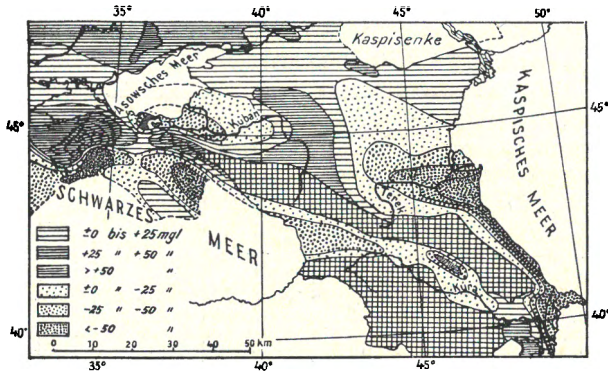 35° 40° 45° 50°
Kaspisenke
Asowsches Meer
Kuban
45° 45°
KASPISCHES MEER
Terek
SCHWARZES
MEER
±0 bis +25 mgl
+25 " +50 "
>+50 "
±0 " -25 "
-25 " -50 "
<-50 "
Kura
40° 40°
0 10 20 30 50 km
35° 40° 45°